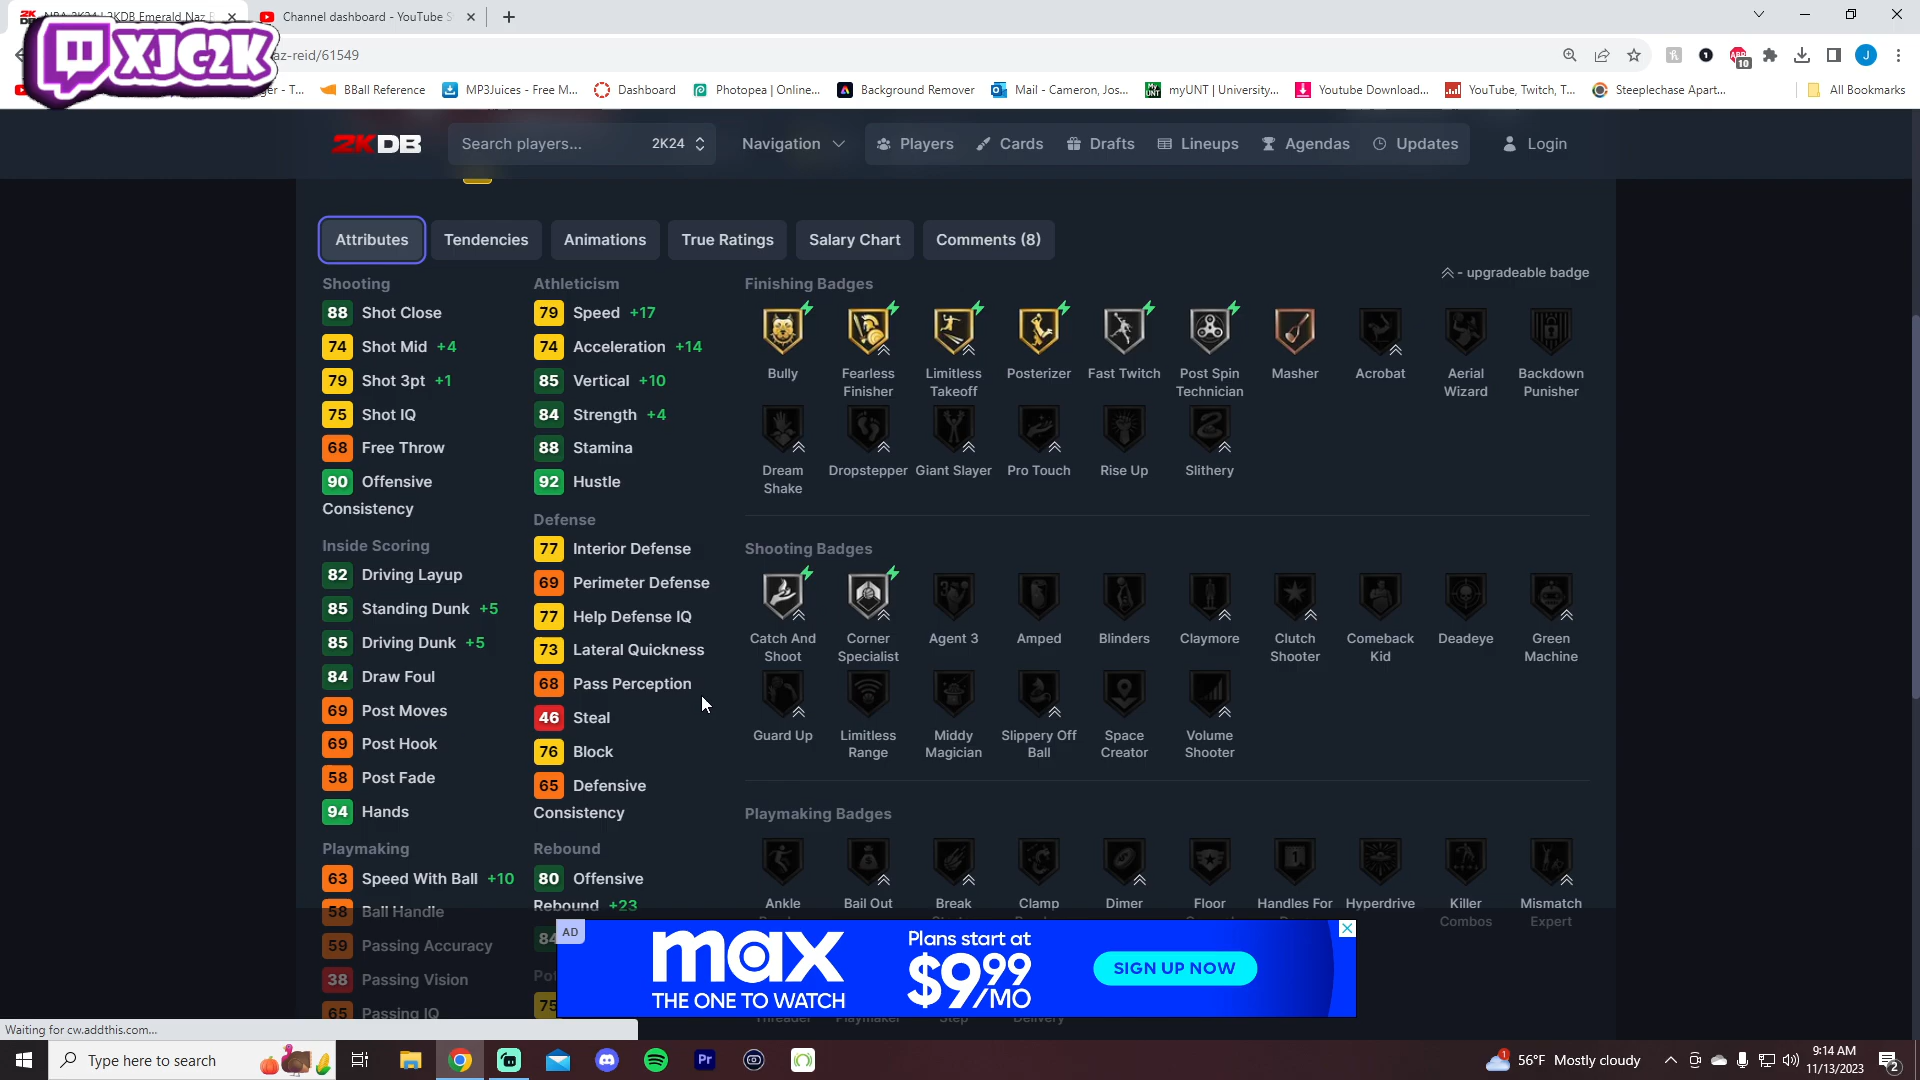 NBA 2K24 | 2KDB Emerald Naz
Channel dashboard - YouTube S
XJC2K
az-reid/61549
1
ABP
10
J
BBall Reference
MP3Juices - Free M...
Dashboard
Photopea | Online...
Background Remover
Mail - Cameron, Jos...
myUNT | University...
Youtube Download...
YouTube, Twitch, T...
Steeplechase Apart...
All Bookmarks
2KDB
Search players...
2K24
Navigation
Players
Cards
Drafts
Lineups
Agendas
Updates
Login
Attributes
Tendencies
Animations
True Ratings
Salary Chart
Comments (8)
- upgradeable badge
Shooting
88 Shot Close
74 Shot Mid +4
79 Shot 3pt +1
75 Shot IQ
68 Free Throw
90 Offensive
Consistency
Inside Scoring
82 Driving Layup
85 Standing Dunk +5
85 Driving Dunk +5
84 Draw Foul
69 Post Moves
69 Post Hook
58 Post Fade
94 Hands
Playmaking
63 Speed With Ball +10
58 Ball Handle
59 Passing Accuracy
38 Passing Vision
65 Passing IQ
Athleticism
79 Speed +17
74 Acceleration +14
85 Vertical +10
84 Strength +4
88 Stamina
92 Hustle
Defense
77 Interior Defense
69 Perimeter Defense
77 Help Defense IQ
73 Lateral Quickness
68 Pass Perception
46 Steal
76 Block
65 Defensive
Consistency
Rebound
80 Offensive
Rebound +23
84
75
Finishing Badges
Bully
Fearless
Finisher
Limitless
Takeoff
Posterizer
Fast Twitch
Post Spin
Technician
Masher
Acrobat
Aerial
Wizard
Backdown
Punisher
Dream
Shake
Dropstepper
Giant Slayer
Pro Touch
Rise Up
Slithery
Shooting Badges
Catch And
Shoot
Corner
Specialist
Agent 3
Amped
Blinders
Claymore
Clutch
Shooter
Comeback
Kid
Deadeye
Green
Machine
Guard Up
Limitless
Range
Middy
Magician
Slippery Off
Ball
Space
Creator
Volume
Shooter
Playmaking Badges
Ankle
Bail Out
Break
Clamp
Dimer
Floor
Handles For
Hyperdrive
Killer
Combos
Mismatch
Expert
AD
max
THE ONE TO WATCH
Plans start at
$9.99
/MO
SIGN UP NOW
Waiting for cw.addthis.com...
Type here to search
Pr
1
56°F Mostly cloudy
9:14 AM
11/13/2023
2